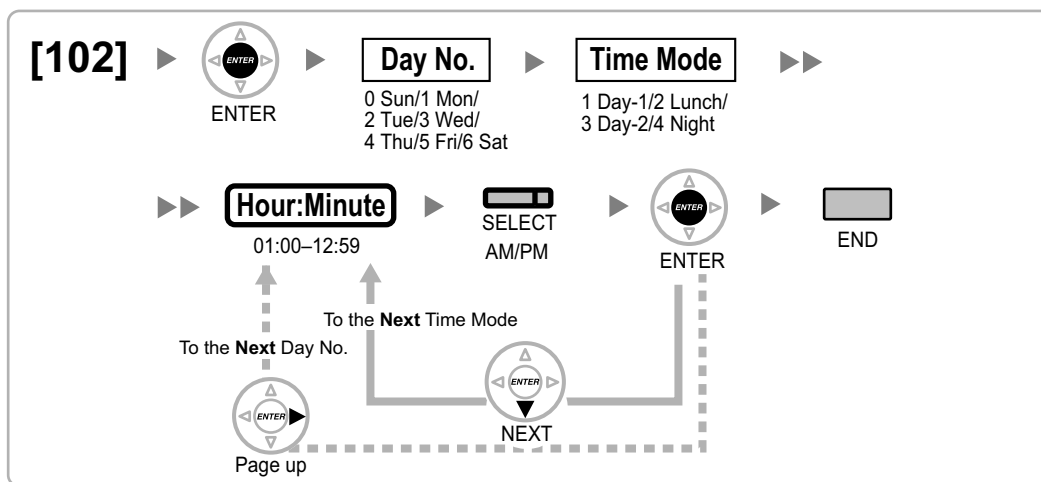 [102]
ENTER
ENTER
Day No.
0 Sun/1 Mon/
2 Tue/3 Wed/
4 Thu/5 Fri/6 Sat
Time Mode
1 Day-1/2 Lunch/
3 Day-2/4 Night
Hour:Minute
01:00–12:59
SELECT
AM/PM
ENTER
ENTER
END
To the Next Time Mode
To the Next Day No.
ENTER
NEXT
ENTER
Page up